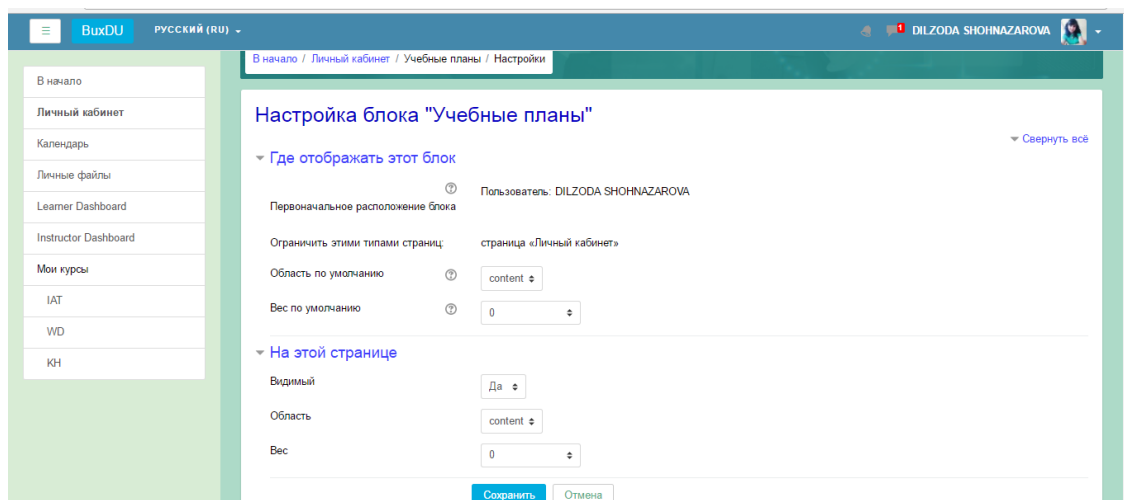 BuxDU РУССКИЙ (RU) 1 DILZODA SHOHNAZAROVA
В начало / Личный кабинет / Учебные планы / Настройки
В начало
Личный кабинет
Календарь
Личные файлы
Learner Dashboard
Instructor Dashboard
Мои курсы
IAT
WD
KH
Настройка блока "Учебные планы"
Свернуть всё
Где отображать этот блок
Первоначальное расположение блока
Пользователь: DILZODA SHOHNAZAROVA
Ограничить этими типами страниц: страница «Личный кабинет»
Область по умолчанию content
Вес по умолчанию 0
На этой странице
Видимый Да
Область content
Вес 0
Сохранить Отмена